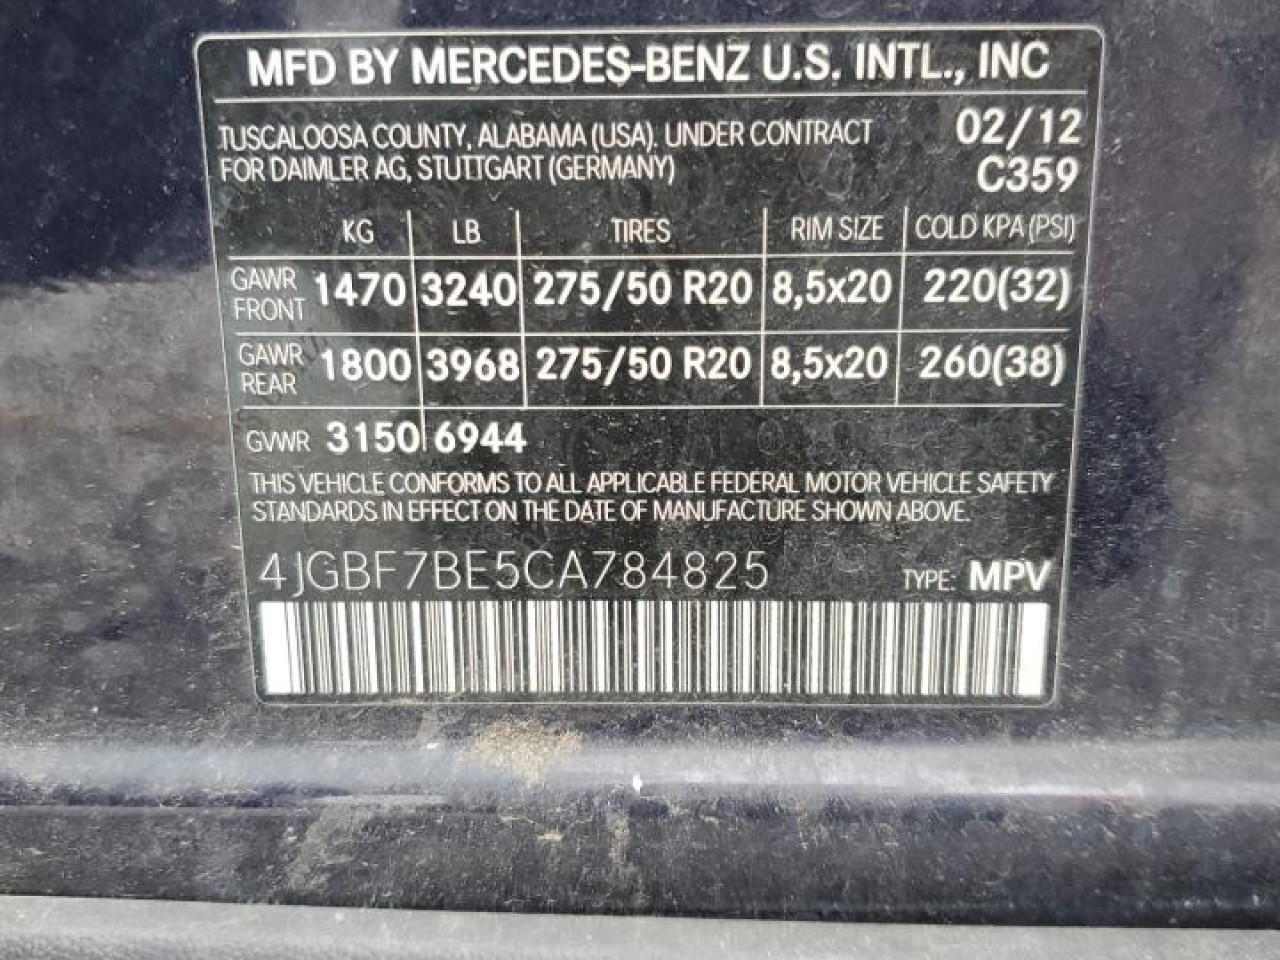 MFD BY MERCEDES-BENZ U.S. INTL., INC
TUSCALOOSA COUNTY, ALABAMA (USA). UNDER CONTRACT 02/12
FOR DAIMLER AG, STUTTGART (GERMANY) C359
KG LB TIRES RIM SIZE COLD KPA (PSI)
GAWR FRONT 1470 3240 275/50 R20 8,5x20 220(32)
GAWR REAR 1800 3968 275/50 R20 8,5x20 260(38)
GVWR 3150 6944
THIS VEHICLE CONFORMS TO ALL APPLICABLE FEDERAL MOTOR VEHICLE SAFETY
STANDARDS IN EFFECT ON THE DATE OF MANUFACTURE SHOWN ABOVE.
4JGBF7BE5CA784825 TYPE: MPV